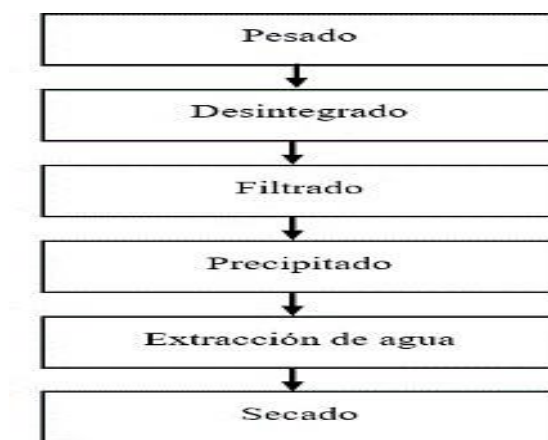 Pesado
Desintegrado
Filtrado
Precipitado
Extracción de agua
Secado